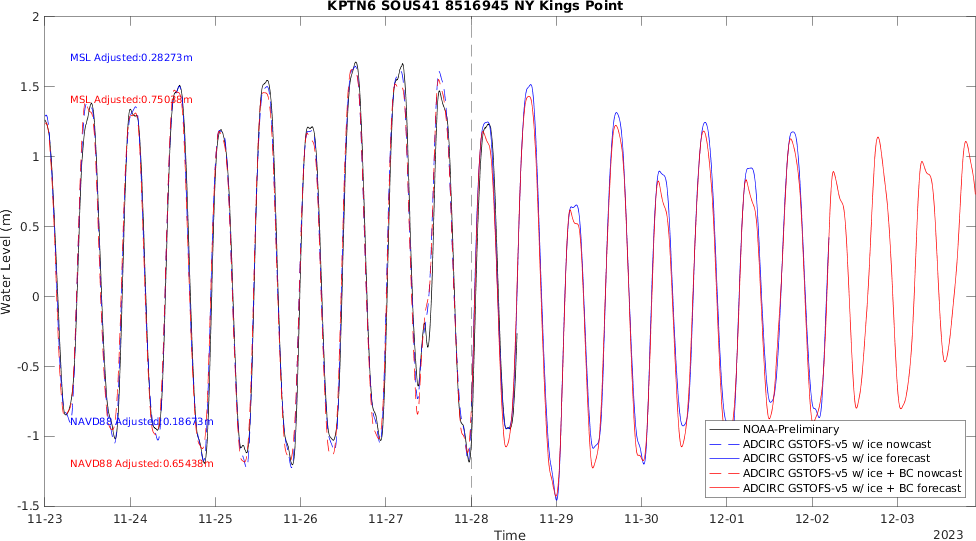 KPTN6 SOUS41 8516945 NY Kings Point
2
1.5
1
0.5
0
-0.5
-1
-1.5
Water Level (m)
MSL Adjusted:0.28273m
MSL Adjusted:0.75038m
NAVD88 Adjusted:0.18673m
NAVD88 Adjusted:0.65438m
NOAA-Preliminary
ADCIRC GSTOFS-v5 w/ ice nowcast
ADCIRC GSTOFS-v5 w/ ice forecast
ADCIRC GSTOFS-v5 w/ ice + BC nowcast
ADCIRC GSTOFS-v5 w/ ice + BC forecast
11-23 11-24 11-25 11-26 11-27 11-28 11-29 11-30 12-01 12-02 12-03
Time
2023